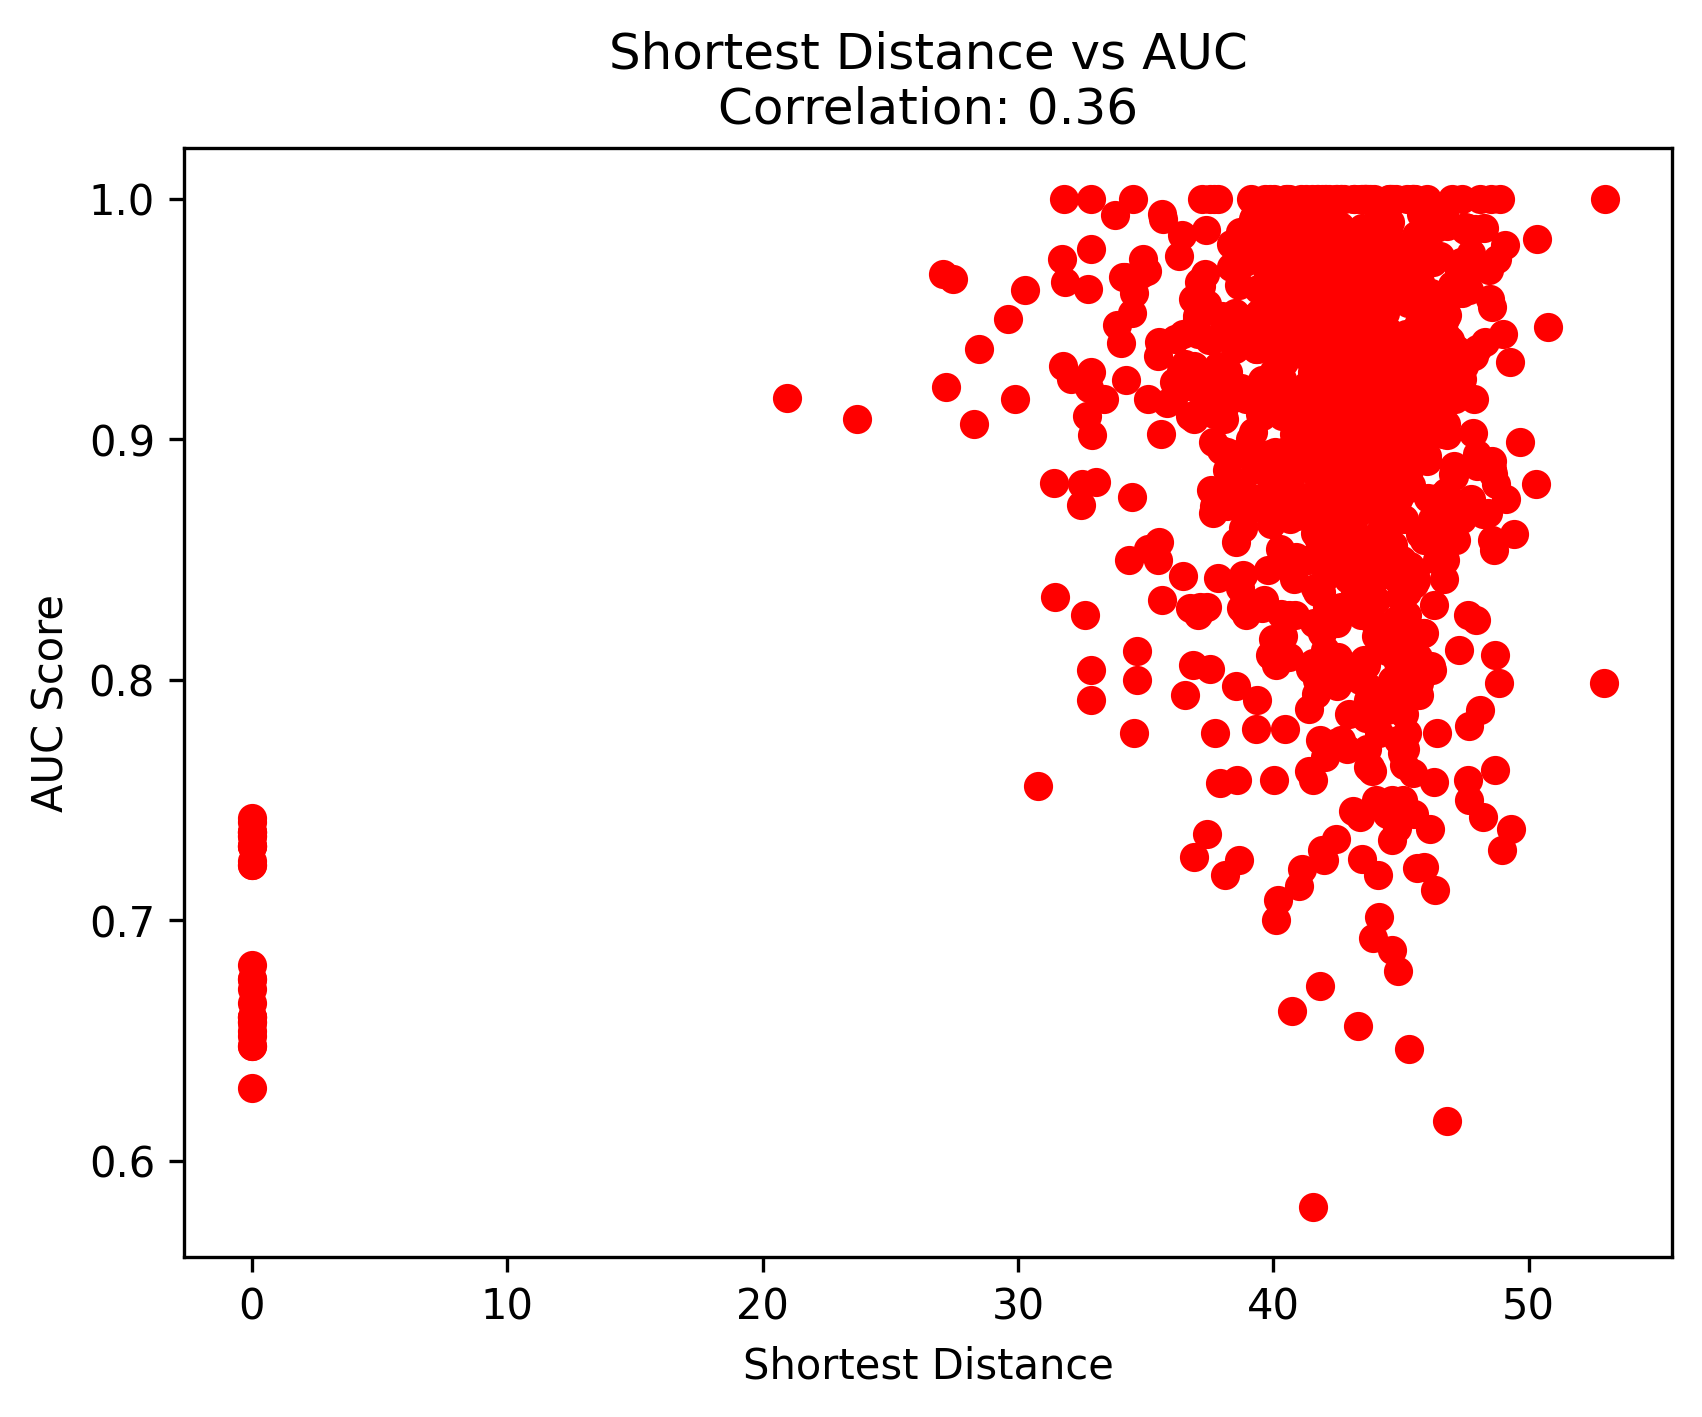 Shortest Distance vs AUC
Correlation: 0.36
1.0
0.9
0.8
0.7
0.6
AUC Score
0 10 20 30 40 50
Shortest Distance